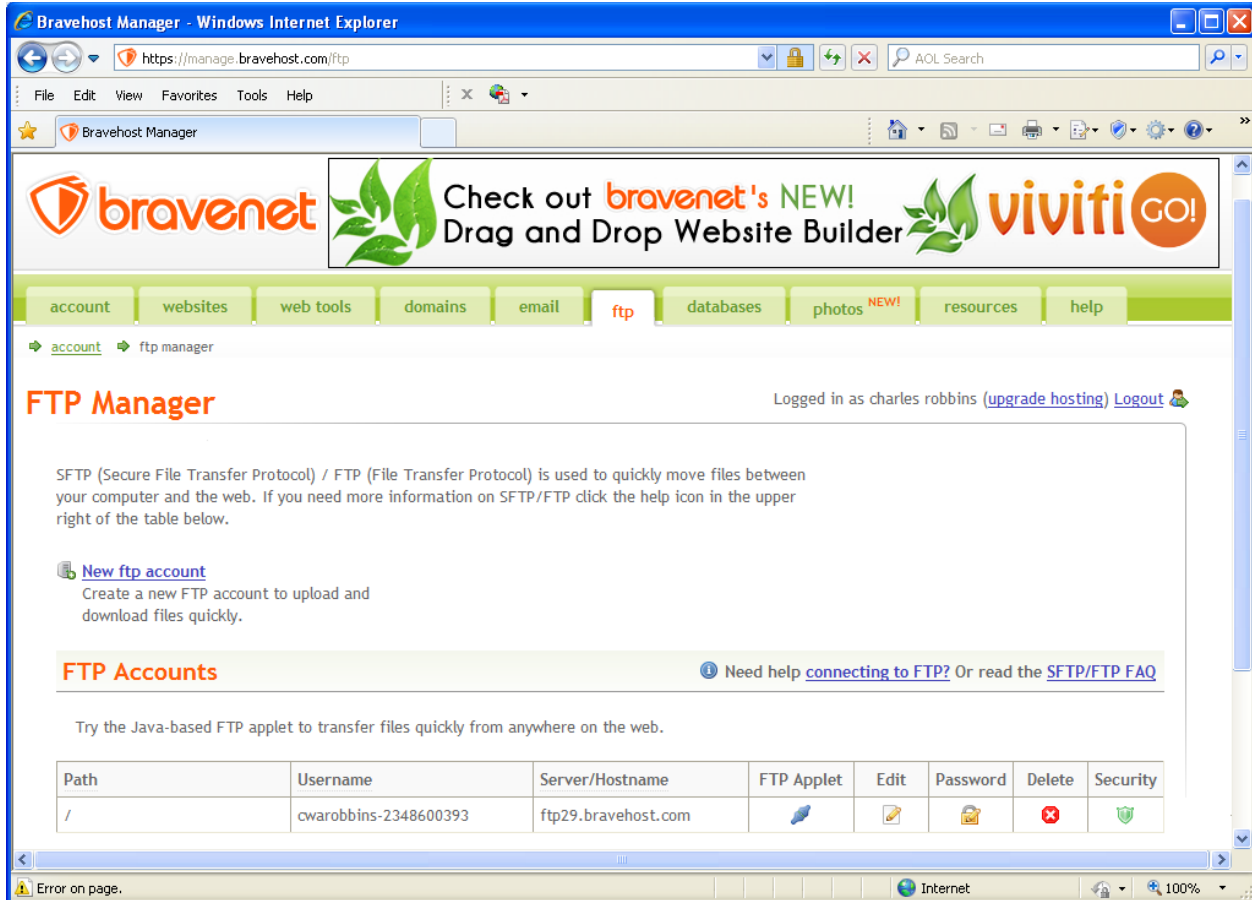 Bravehost Manager - Windows Internet Explorer
https://manage.bravehost.com/ftp
AOL Search
File Edit View Favorites Tools Help
Bravehost Manager
bravenet
Check out bravenet's NEW!
Drag and Drop Website Builder
viviti GO!
account websites web tools domains email ftp databases photos NEW! resources help
account ftp manager
FTP Manager
Logged in as charles robbins (upgrade hosting) Logout
SFTP (Secure File Transfer Protocol) / FTP (File Transfer Protocol) is used to quickly move files between
your computer and the web. If you need more information on SFTP/FTP click the help icon in the upper
right of the table below.
New ftp account
Create a new FTP account to upload and
download files quickly.
FTP Accounts
Need help connecting to FTP? Or read the SFTP/FTP FAQ
Try the Java-based FTP applet to transfer files quickly from anywhere on the web.
Path Username Server/Hostname FTP Applet Edit Password Delete Security
/ cwarobbins-2348600393 ftp29.bravehost.com
Error on page.
Internet
100%